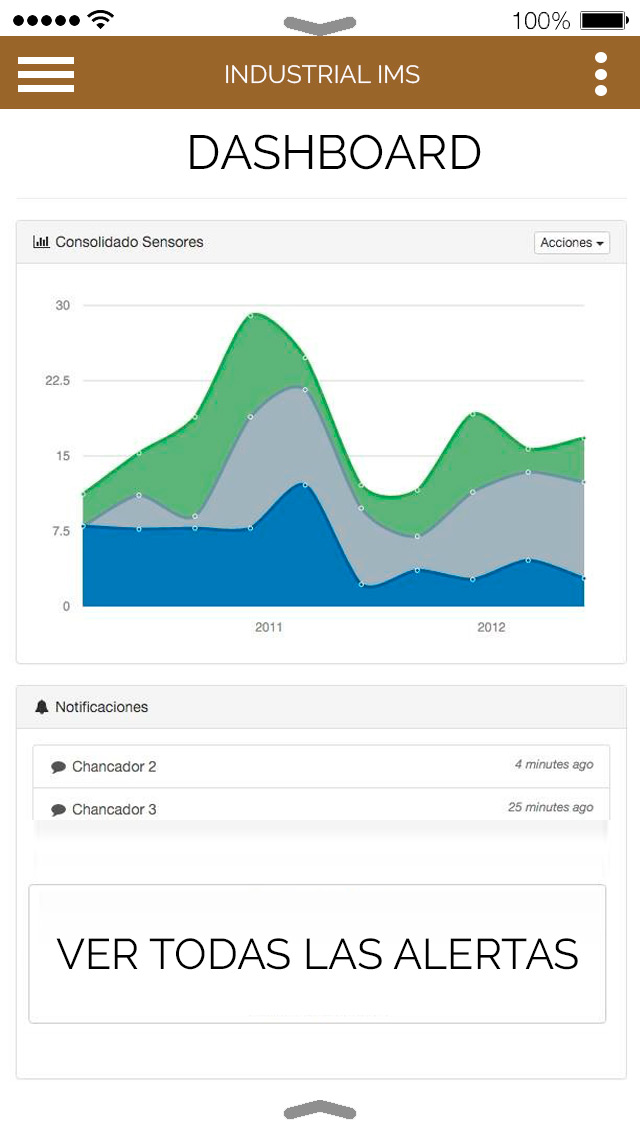 100%
INDUSTRIAL IMS
DASHBOARD
Consolidado Sensores
Acciones
30
22.5
15
7.5
0
2011
2012
Notificaciones
Chancador 2
4 minutes ago
Chancador 3
25 minutes ago
VER TODAS LAS ALERTAS